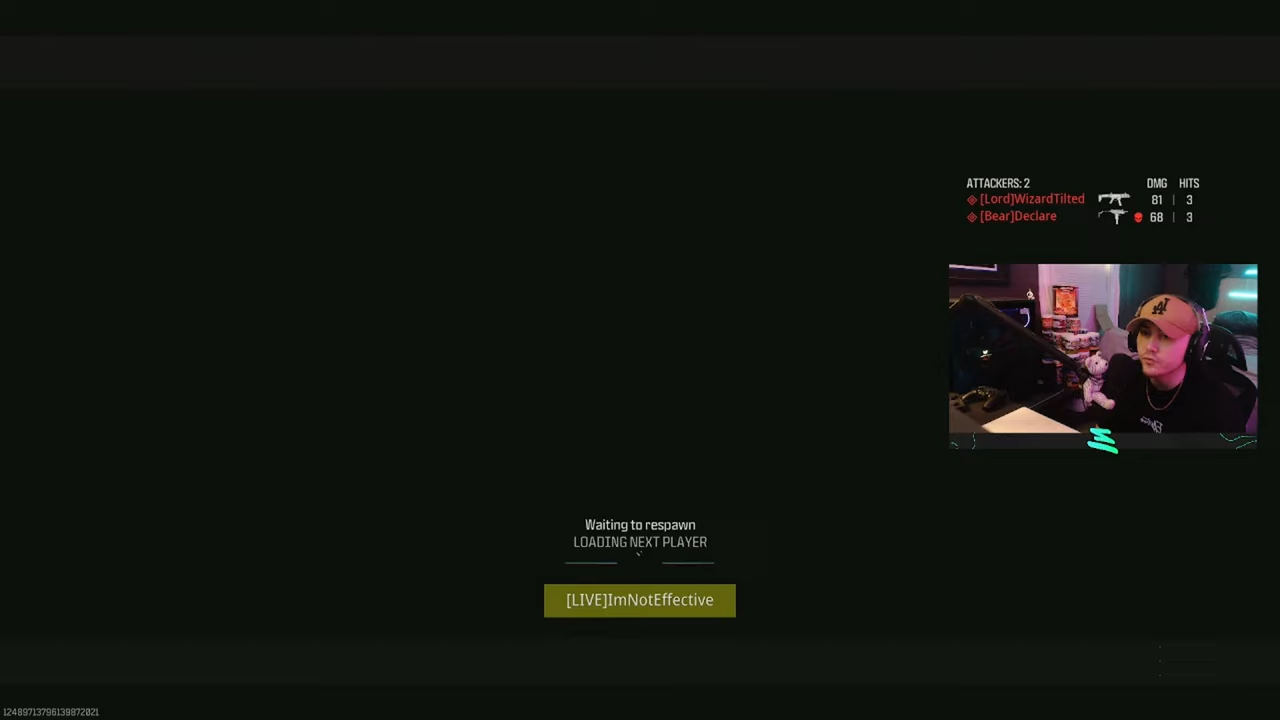 ATTACKERS: 2 DMG HITS
[Lord]WizardTilted 81 | 3
[Bear]Declare 68 | 3
Waiting to respawn
LOADING NEXT PLAYER
[LIVE]ImNotEffective
12489713796139872021